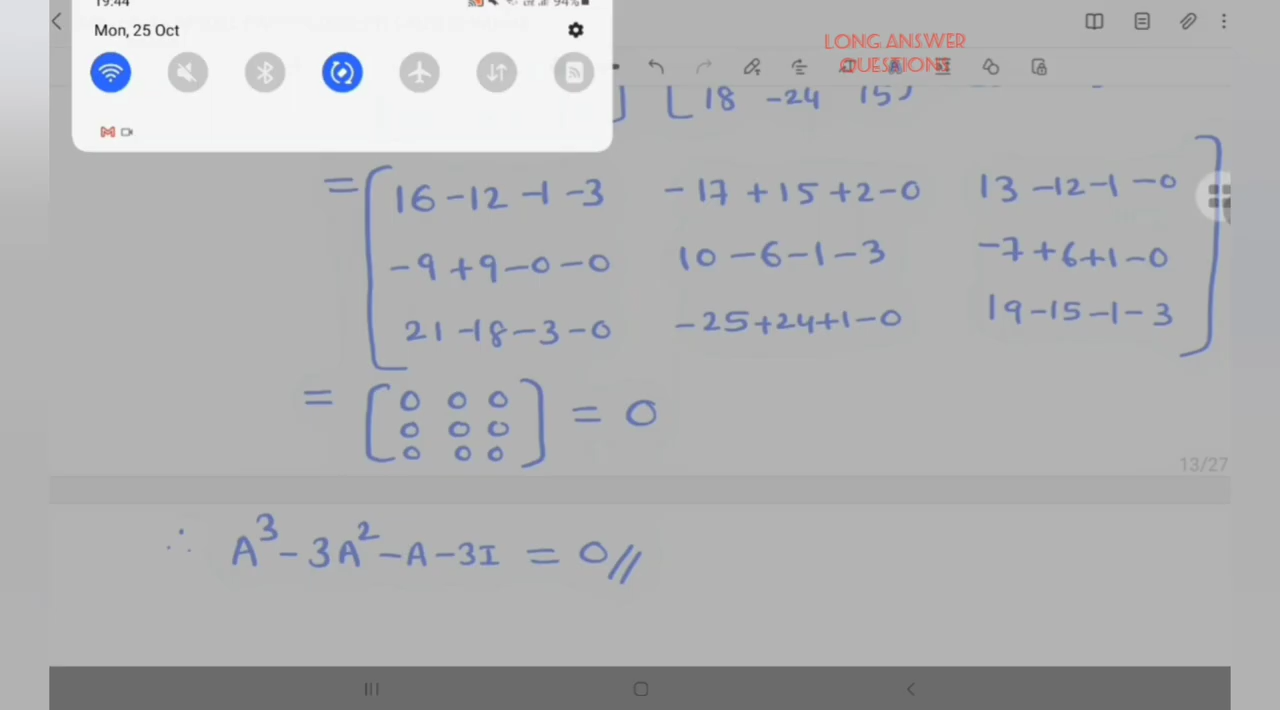 19:44
94%
Mon, 25 Oct
LONG ANSWER
QUESTIONS
18 -24 15
= [ 16-12-1-3 -17+15+2-0 13-12-1-0
-9+9-0-0 10-6-1-3 -7+6+1-0
21-18-3-0 -25+24+1-0 19-15-1-3 ]
= [ 0 0 0
0 0 0
0 0 0 ] = 0
13/27
∴ A³-3A²-A-3I = 0//